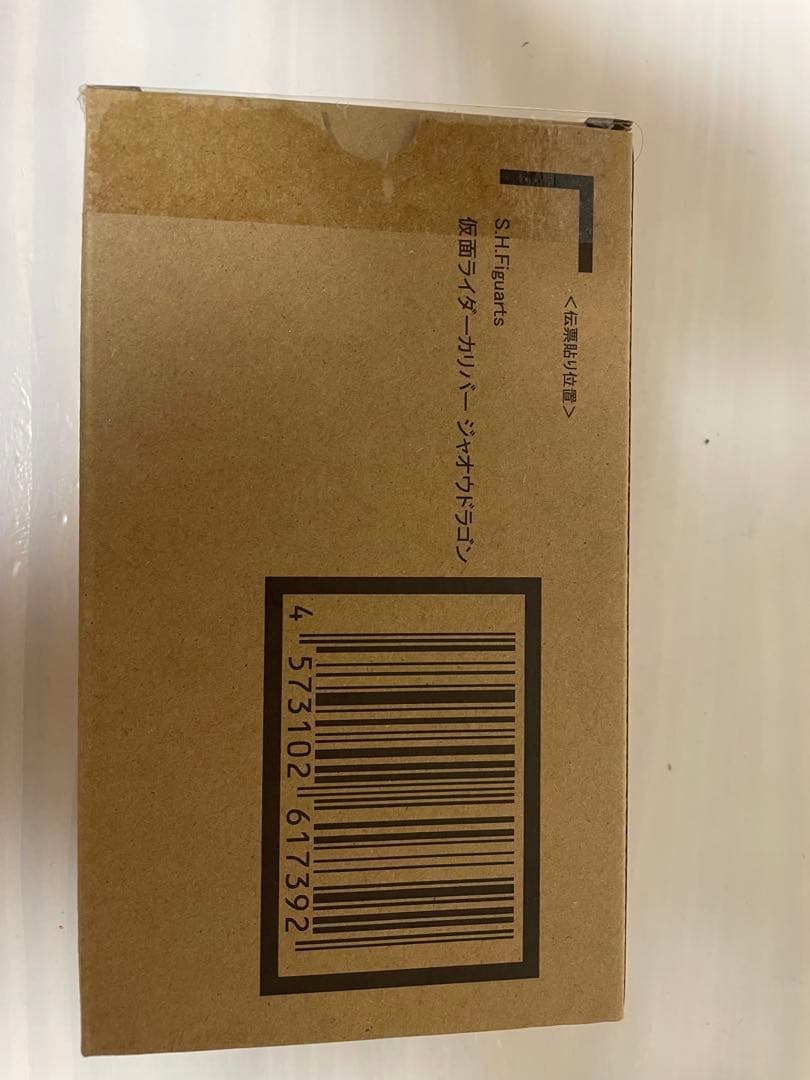 <伝票貼り位置>
S.H.Figuarts
仮面ライダーカリバー ジャオウドラゴン
4 573102 617392